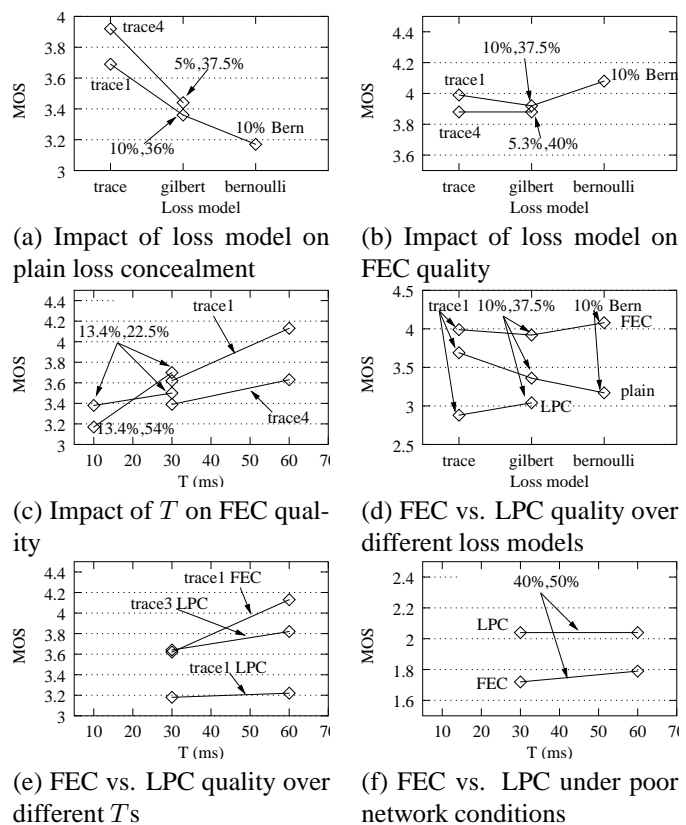 4
3.8
3.6
3.4
3.2
3
MOS
trace4
trace1
5%,37.5%
10%,36%
10% Bern
trace gilbert bernoulli
Loss model
(a) Impact of loss model on
plain loss concealment
4.4
4.2
4
3.8
3.6
MOS
10%,37.5%
trace1
10% Bern
trace4
5.3%,40%
trace gilbert bernoulli
Loss model
(b) Impact of loss model on
FEC quality
4.4
4.2
4
3.8
3.6
3.4
3.2
3
MOS
trace1
13.4%,22.5%
trace4
13.4%,54%
10 20 30 40 50 60 70
T (ms)
(c) Impact of T on FEC qual-
ity
4.5
4
3.5
3
2.5
MOS
trace1
10%,37.5%
10% Bern
FEC
plain
LPC
trace gilbert bernoulli
Loss model
(d) FEC vs. LPC quality over
different loss models
4.4
4.2
4
3.8
3.6
3.4
3.2
3
MOS
trace1 FEC
trace3 LPC
trace1 LPC
10 20 30 40 50 60 70
T (ms)
(e) FEC vs. LPC quality over
different Ts
2.4
2.2
2
1.8
1.6
MOS
40%,50%
LPC
FEC
10 20 30 40 50 60 70
T (ms)
(f) FEC vs. LPC under poor
network conditions